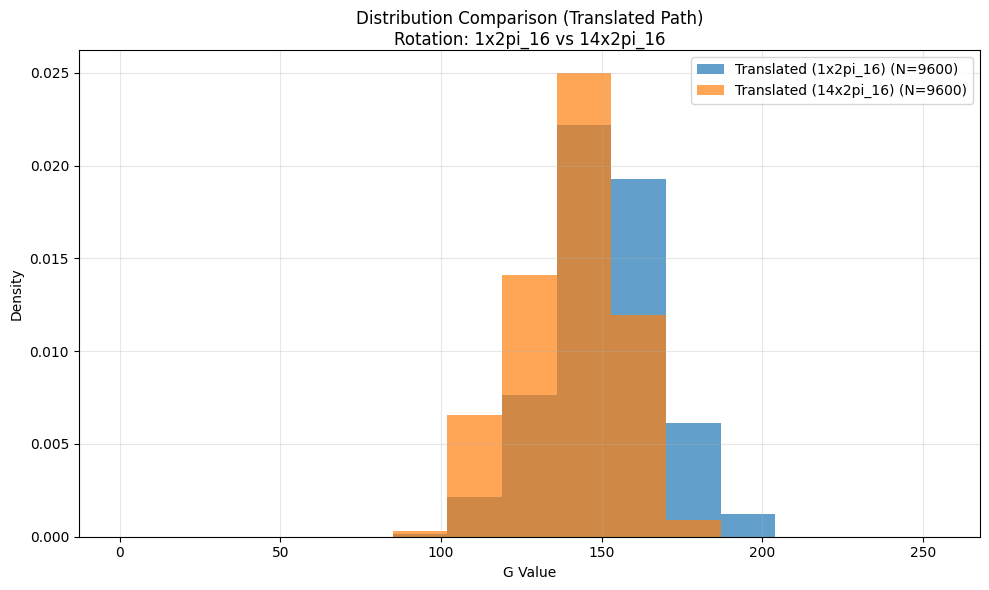 Distribution Comparison (Translated Path)
Rotation: 1x2pi_16 vs 14x2pi_16
Translated (1x2pi_16) (N=9600)
Translated (14x2pi_16) (N=9600)
0.025
0.020
0.015
0.010
0.005
0.000
Density
0 50 100 150 200 250
G Value